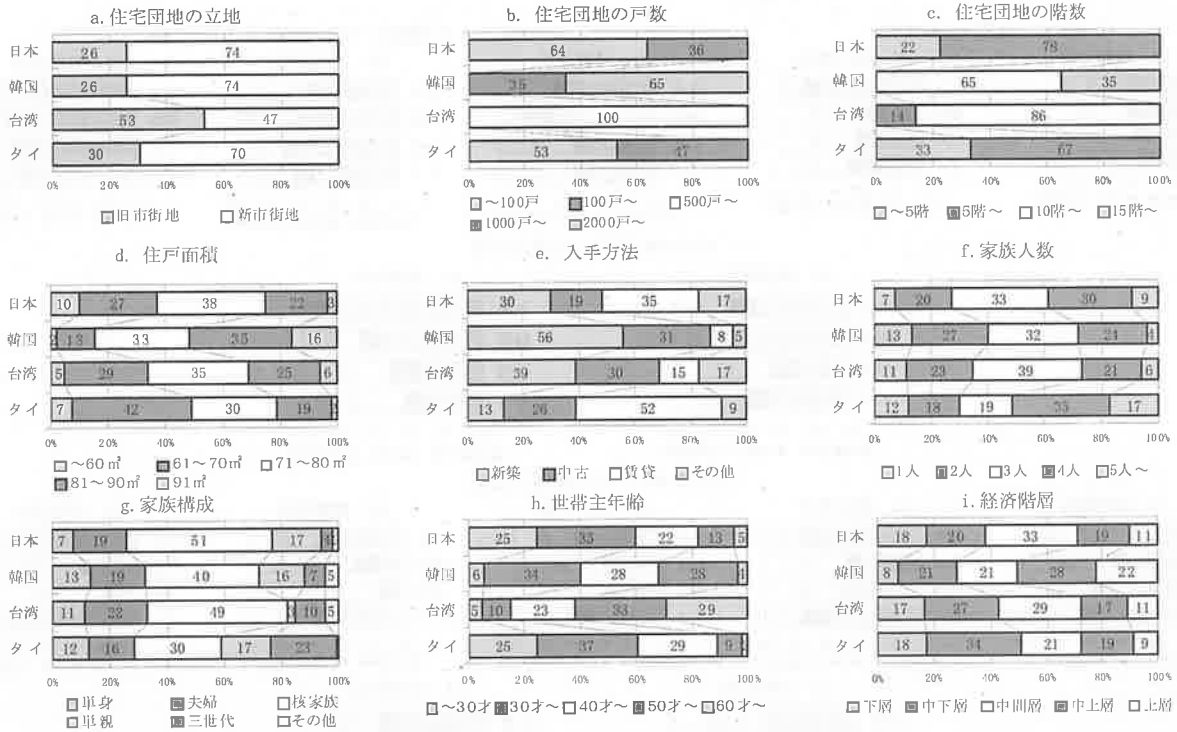 a. 住宅団地の立地
日本 26 74
韓国 26 74
台湾 53 47
タイ 30 70
0% 20% 40% 60% 80% 100%
旧市街地 新市街地
b. 住宅団地の戸数
日本 64 36
韓国 35 65
台湾 100
タイ 53 47
0% 20% 40% 60% 80% 100%
～100戸 100戸～ 500戸～
1000戸～ 2000戸～
c. 住宅団地の階数
日本 22 78
韓国 65 35
台湾 14 86
タイ 33 67
0% 20% 40% 60% 80% 100%
～5階 5階～ 10階～ 15階～
d. 住戸面積
日本 10 27 38 22 3
韓国 2 13 33 35 16
台湾 5 29 35 25 6
タイ 7 42 30 19
0% 20% 40% 60% 80% 100%
～60㎡ 61～70㎡ 71～80㎡
81～90㎡ 91㎡
e. 入手方法
日本 30 19 35 17
韓国 56 31 8 5
台湾 39 30 15 17
タイ 13 26 52 9
0% 20% 40% 60% 80% 100%
新築 中古 賃貸 その他
f. 家族人数
日本 7 20 33 30 9
韓国 13 27 32 24 4
台湾 11 23 39 21 6
タイ 12 18 19 35 17
0% 20% 40% 60% 80% 100%
1人 2人 3人 4人 5人～
g. 家族構成
日本 7 19 51 17
韓国 13 19 40 16 7 5
台湾 11 22 49 3 10 5
タイ 12 16 30 17 23
0% 20% 40% 60% 80% 100%
単身 夫婦 核家族
単親 三世代 その他
h. 世帯主年齢
日本 25 35 22 13 5
韓国 6 34 28 28 4
台湾 5 10 23 33 29
タイ 25 37 29 9
0% 20% 40% 60% 80% 100%
～30才 30才～ 40才～ 50才～ 60才～
i. 経済階層
日本 18 20 33 19 11
韓国 8 21 21 28 22
台湾 17 27 29 17 11
タイ 18 34 21 19 9
0% 20% 40% 60% 80% 100%
下層 中下層 中間層 中上層 上層